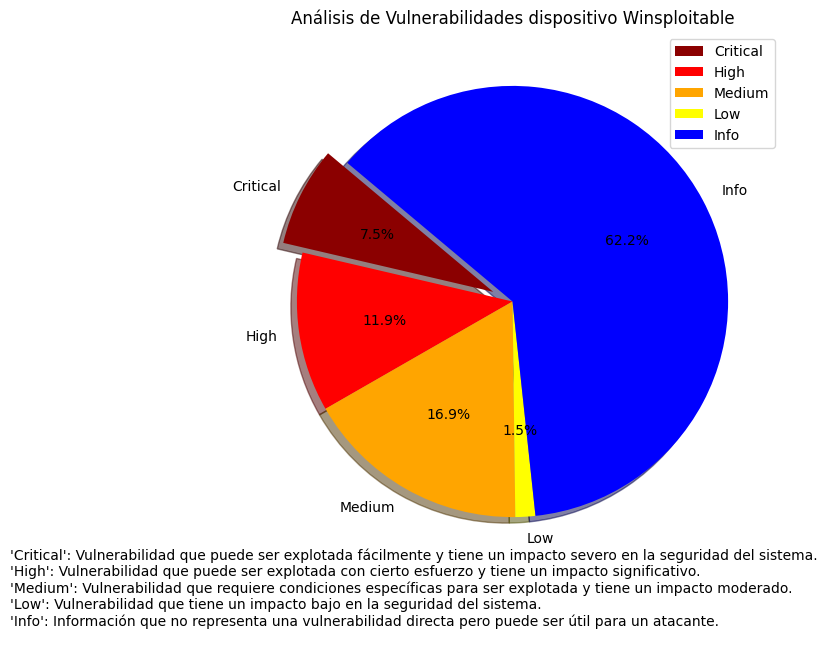 Análisis de Vulnerabilidades dispositivo Winsploitable
Critical
High
Medium
Low
Info
Critical
7.5%
Info
62.2%
High
11.9%
16.9%
1.5%
Medium
Low
'Critical': Vulnerabilidad que puede ser explotada fácilmente y tiene un impacto severo en la seguridad del sistema.
'High': Vulnerabilidad que puede ser explotada con cierto esfuerzo y tiene un impacto significativo.
'Medium': Vulnerabilidad que requiere condiciones específicas para ser explotada y tiene un impacto moderado.
'Low': Vulnerabilidad que tiene un impacto bajo en la seguridad del sistema.
'Info': Información que no representa una vulnerabilidad directa pero puede ser útil para un atacante.